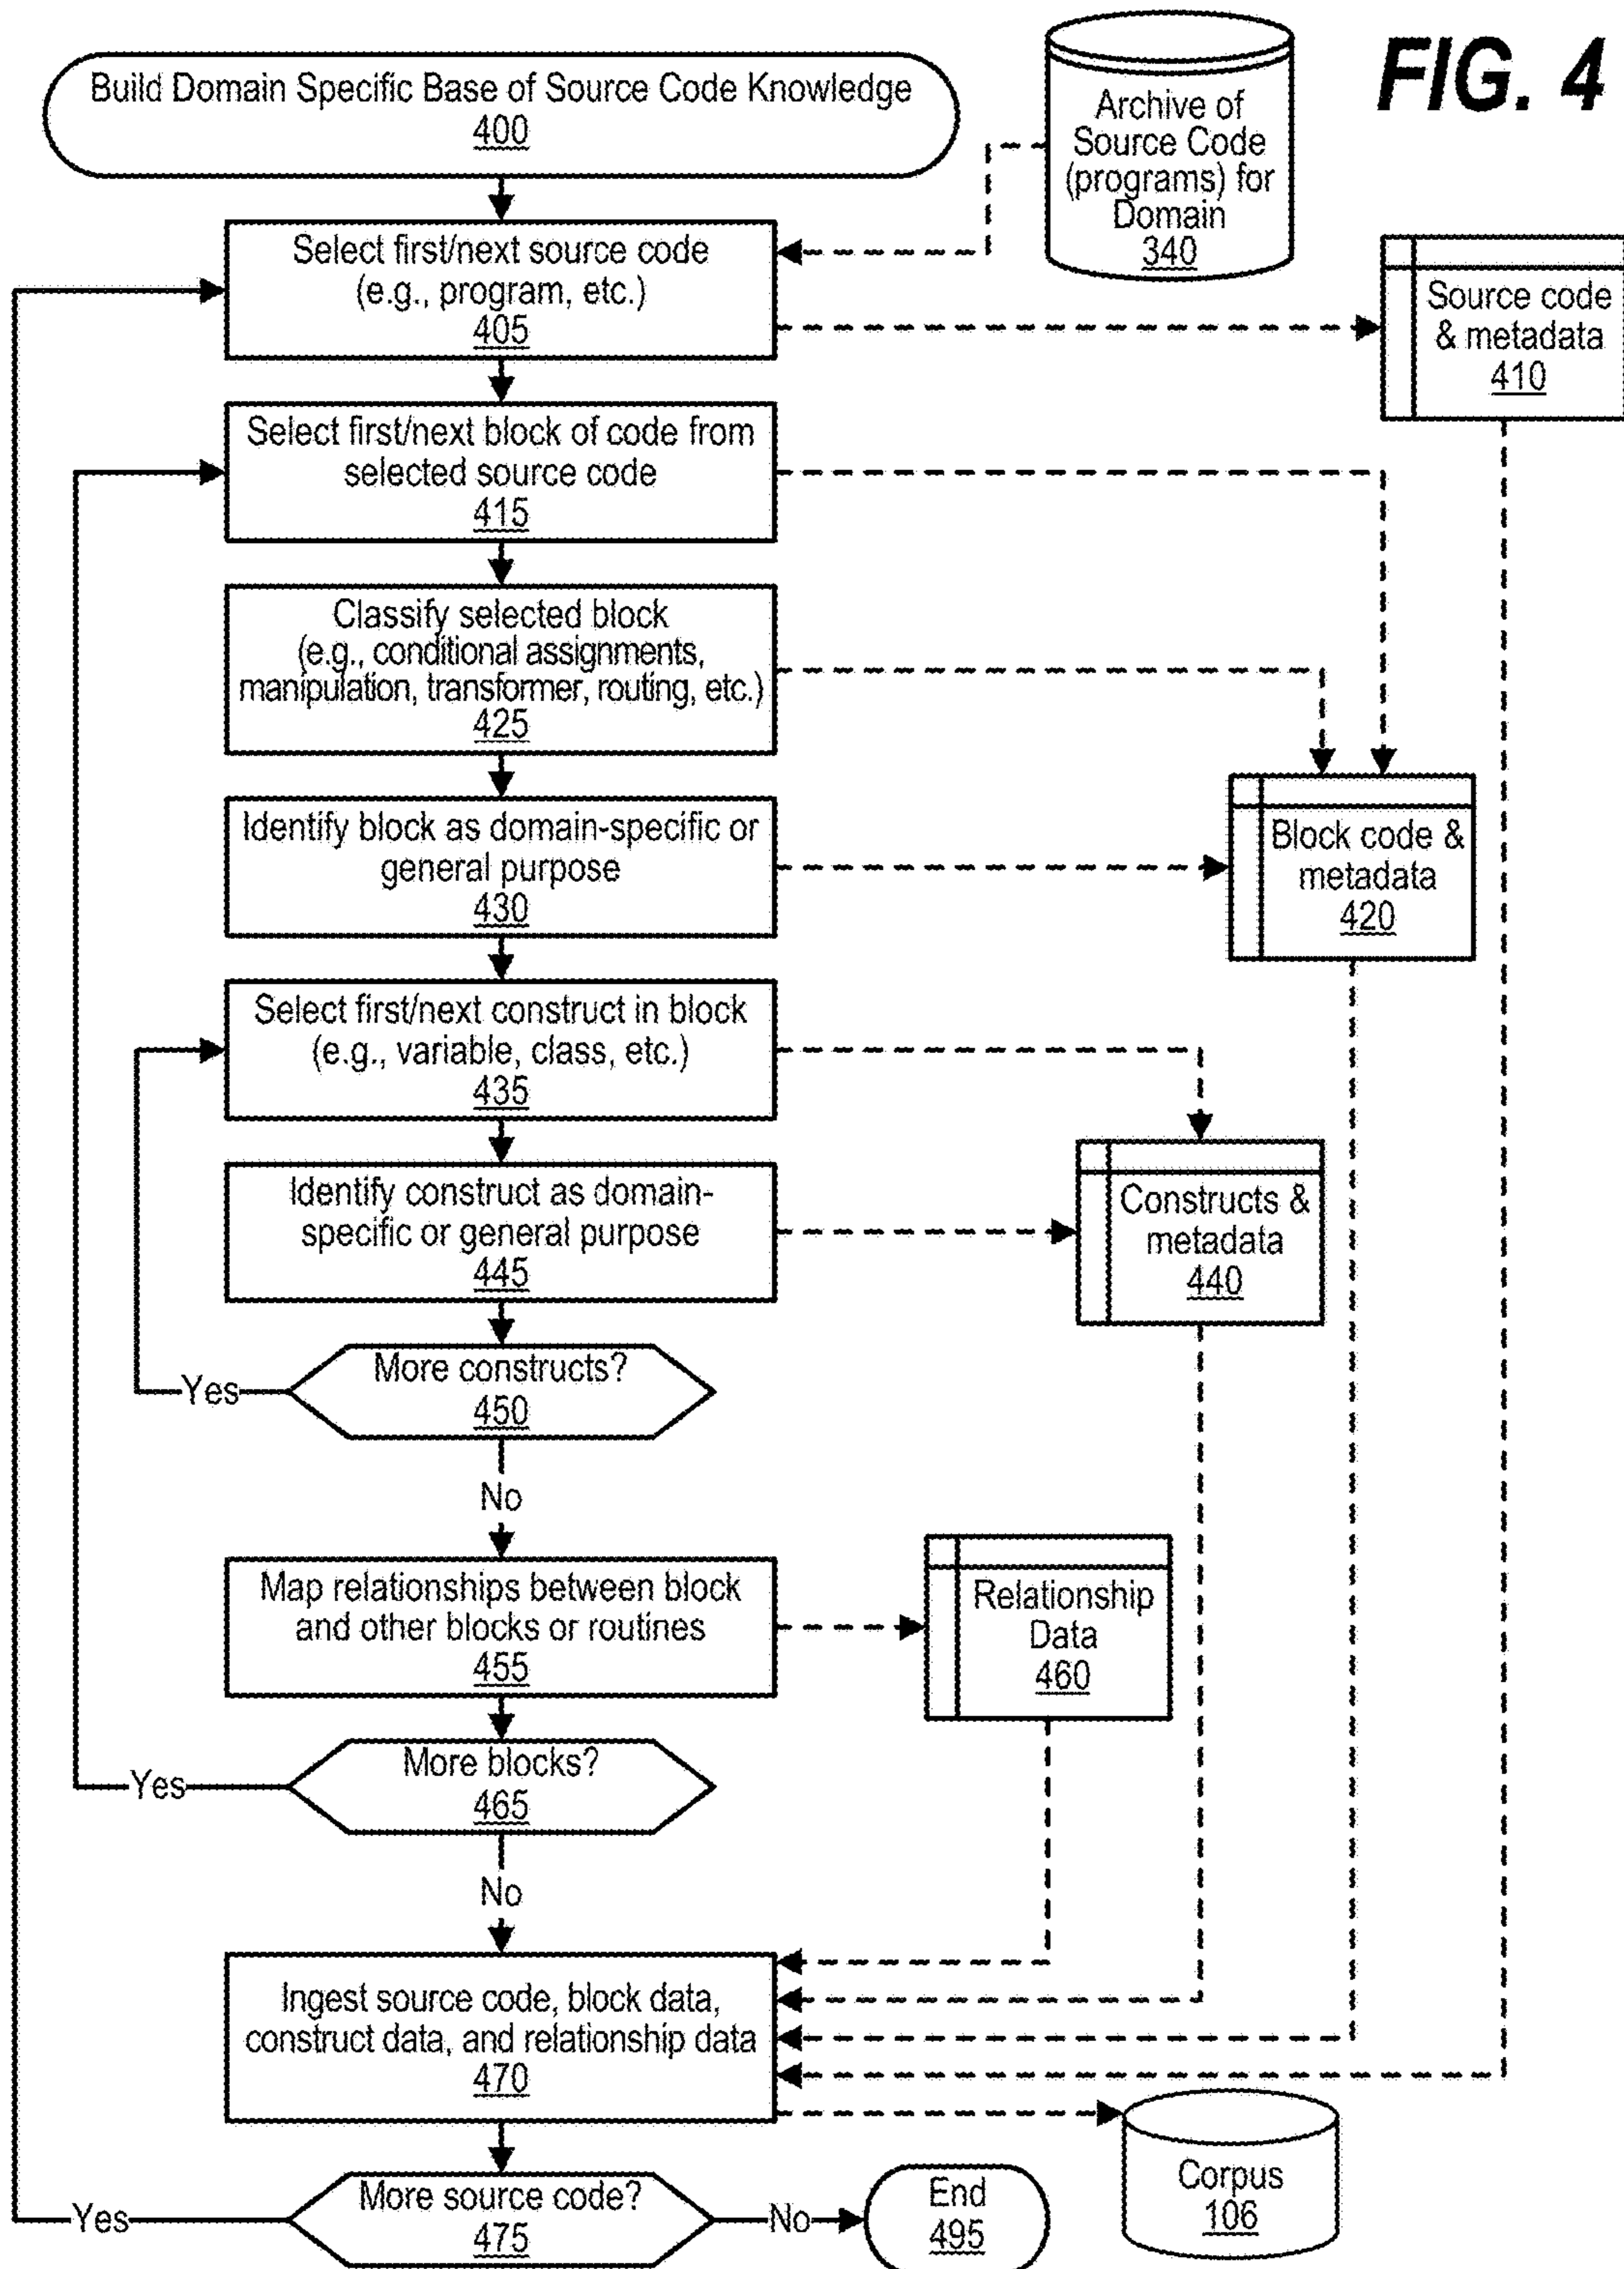 FIG. 4
Build Domain Specific Base of Source Code Knowledge
400
Archive of
Source Code
(programs) for
Domain
340
Select first/next source code
(e.g., program, etc.)
405
Source code
& metadata
410
Select first/next block of code from
selected source code
415
Classify selected block
(e.g., conditional assignments,
manipulation, transformer, routing, etc.)
425
Identify block as domain-specific or
general purpose
430
Block code &
metadata
420
Select first/next construct in block
(e.g., variable, class, etc.)
435
Identify construct as domain-
specific or general purpose
445
Constructs &
metadata
440
More constructs?
450
Yes
No
Map relationships between block
and other blocks or routines
455
Relationship
Data
460
More blocks?
465
Yes
No
Ingest source code, block data,
construct data, and relationship data
470
Corpus
106
More source code?
475
Yes
No
End
495